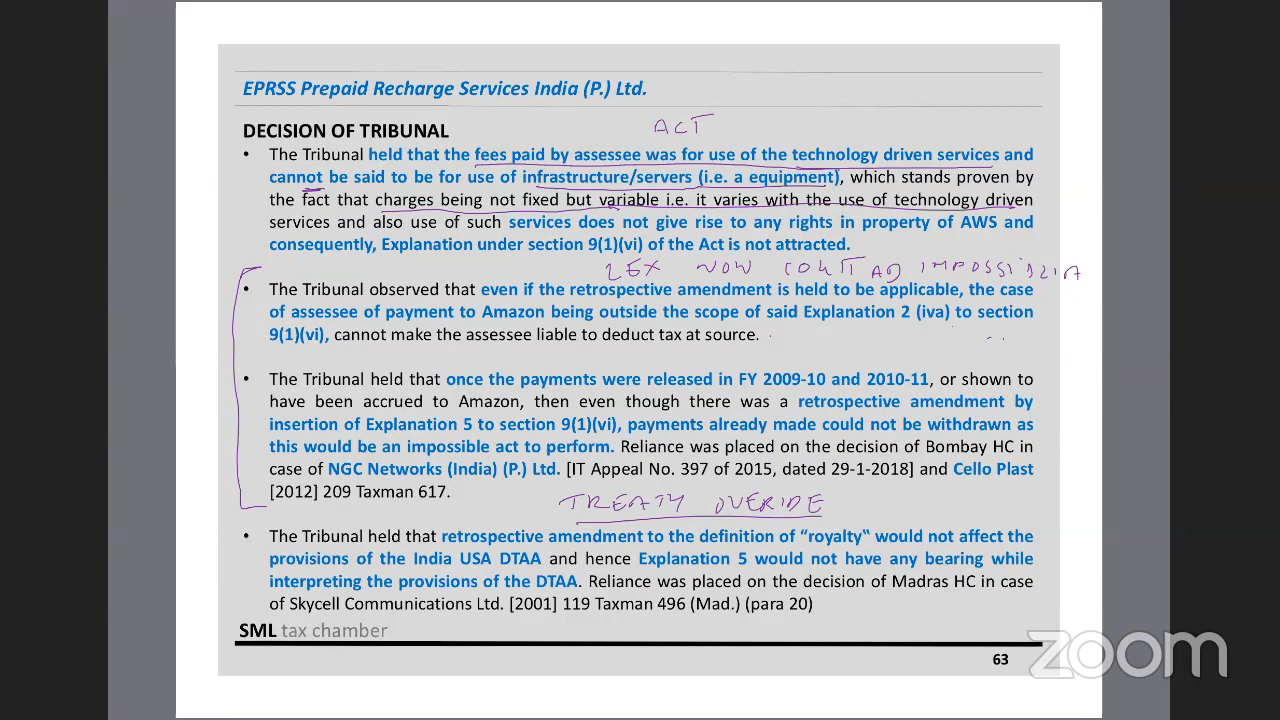 EPRSS Prepaid Recharge Services India (P.) Ltd.
DECISION OF TRIBUNAL
ACT
• The Tribunal held that the fees paid by assessee was for use of the technology driven services and
cannot be said to be for use of infrastructure/servers (i.e. a equipment), which stands proven by
the fact that charges being not fixed but variable i.e. it varies with the use of technology driven
services and also use of such services does not give rise to any rights in property of AWS and
consequently, Explanation under section 9(1)(vi) of the Act is not attracted.
LEX NON COGIT AD IMPOSSIBILIA
• The Tribunal observed that even if the retrospective amendment is held to be applicable, the case
of assessee of payment to Amazon being outside the scope of said Explanation 2 (iva) to section
9(1)(vi), cannot make the assessee liable to deduct tax at source.
• The Tribunal held that once the payments were released in FY 2009-10 and 2010-11, or shown to
have been accrued to Amazon, then even though there was a retrospective amendment by
insertion of Explanation 5 to section 9(1)(vi), payments already made could not be withdrawn as
this would be an impossible act to perform. Reliance was placed on the decision of Bombay HC in
case of NGC Networks (India) (P.) Ltd. [IT Appeal No. 397 of 2015, dated 29-1-2018] and Cello Plast
[2012] 209 Taxman 617.
TREATY OVERIDE
• The Tribunal held that retrospective amendment to the definition of “royalty“ would not affect the
provisions of the India USA DTAA and hence Explanation 5 would not have any bearing while
interpreting the provisions of the DTAA. Reliance was placed on the decision of Madras HC in case
of Skycell Communications Ltd. [2001] 119 Taxman 496 (Mad.) (para 20)
SML tax chamber
63
zoom